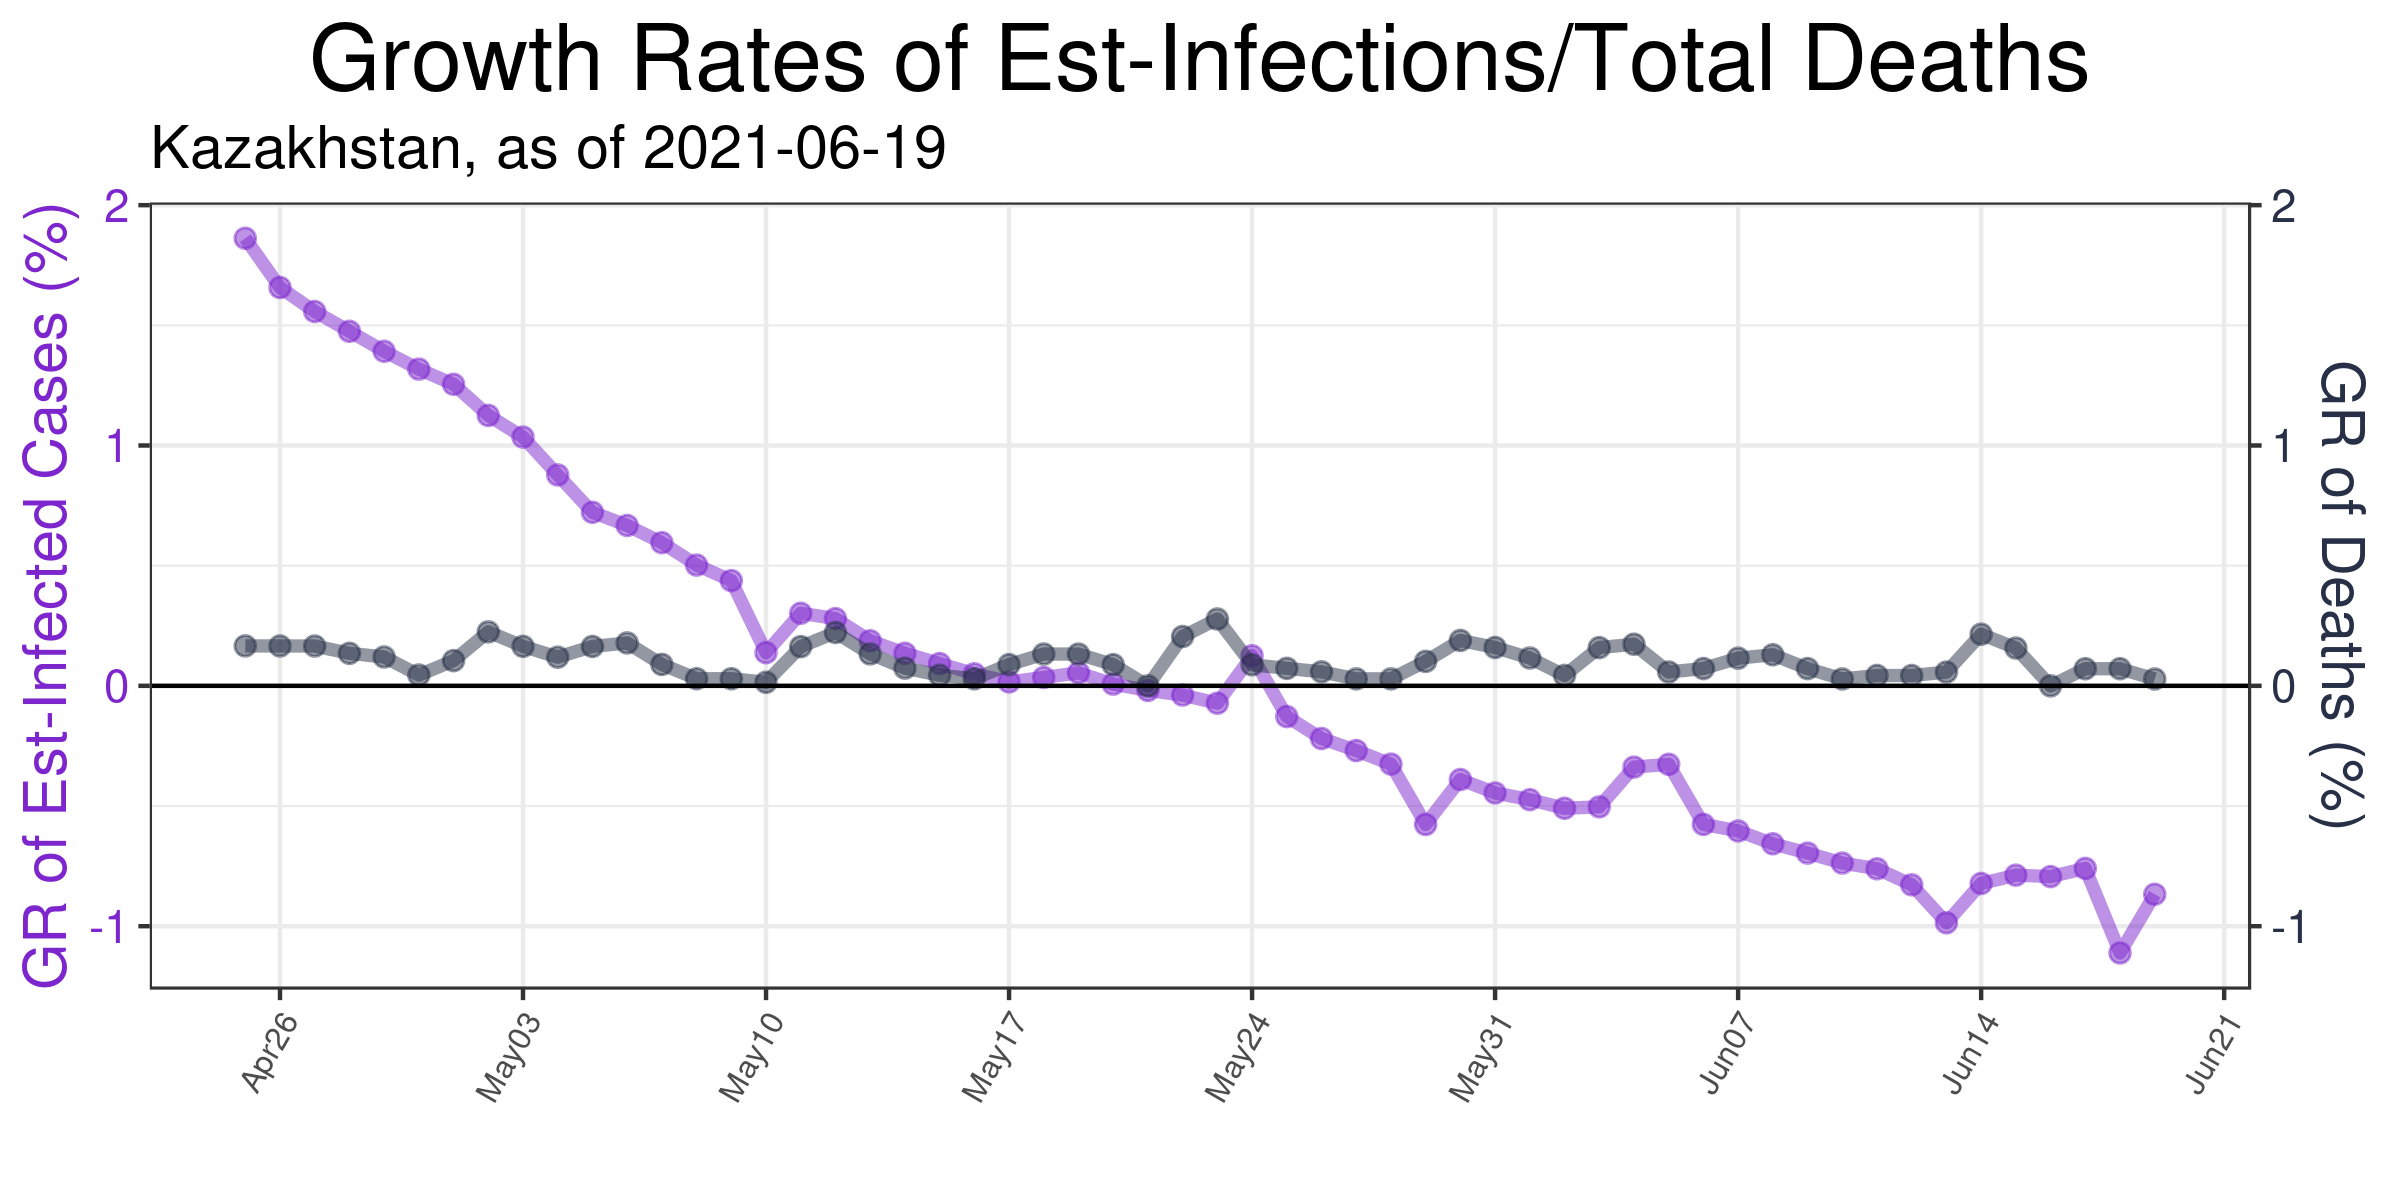 Growth Rates of Est-Infections/Total Deaths
Kazakhstan, as of 2021-06-19
GR of Est-Infected Cases (%)
2
1
0
-1
2
1
0
-1
GR of Deaths (%)
Apr26
May03
May10
May17
May24
May31
Jun07
Jun14
Jun21